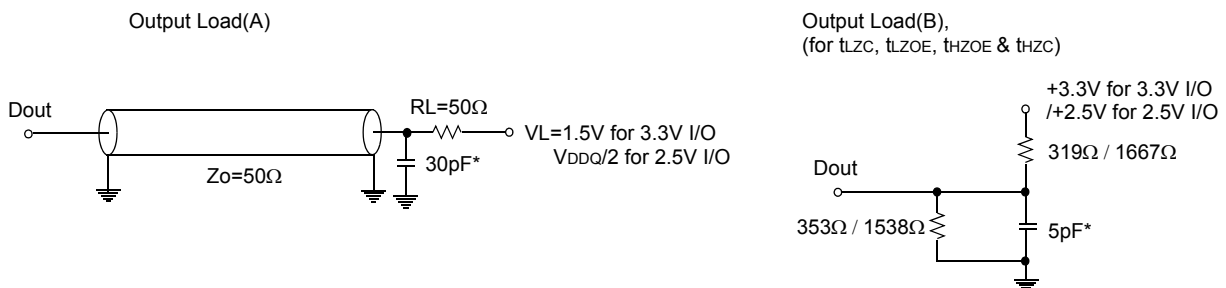 Output Load(A)
Dout
Zo=50Ω
RL=50Ω
30pF*
VL=1.5V for 3.3V I/O
VDDQ/2 for 2.5V I/O
Output Load(B),
(for tLZC, tLZOE, tHZOE & tHZC)
+3.3V for 3.3V I/O
/+2.5V for 2.5V I/O
319Ω / 1667Ω
Dout
353Ω / 1538Ω
5pF*